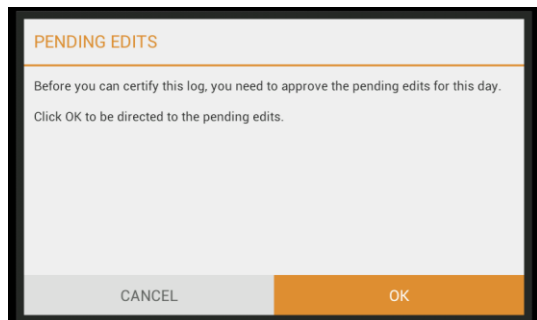 PENDING EDITS
Before you can certify this log, you need to approve the pending edits for this day.
Click OK to be directed to the pending edits.
CANCEL
OK